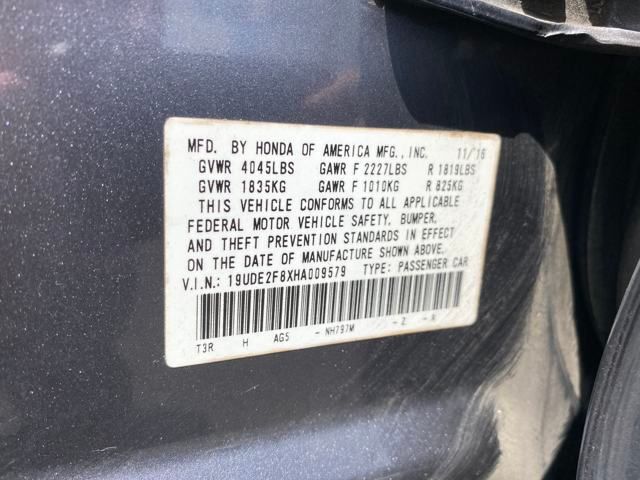 MFD. BY HONDA OF AMERICA MFG., INC. 11/16
GVWR 4045LBS GAWR F 2227LBS R 1819LBS
GVWR 1835KG GAWR F 1010KG R 825KG
THIS VEHICLE CONFORMS TO ALL APPLICABLE
FEDERAL MOTOR VEHICLE SAFETY, BUMPER,
AND THEFT PREVENTION STANDARDS IN EFFECT
ON THE DATE OF MANUFACTURE SHOWN ABOVE.
V.I.N.: 19UDE2F8XHA009579 TYPE: PASSENGER CAR
T3R H AG5 - NH797M - Z - R